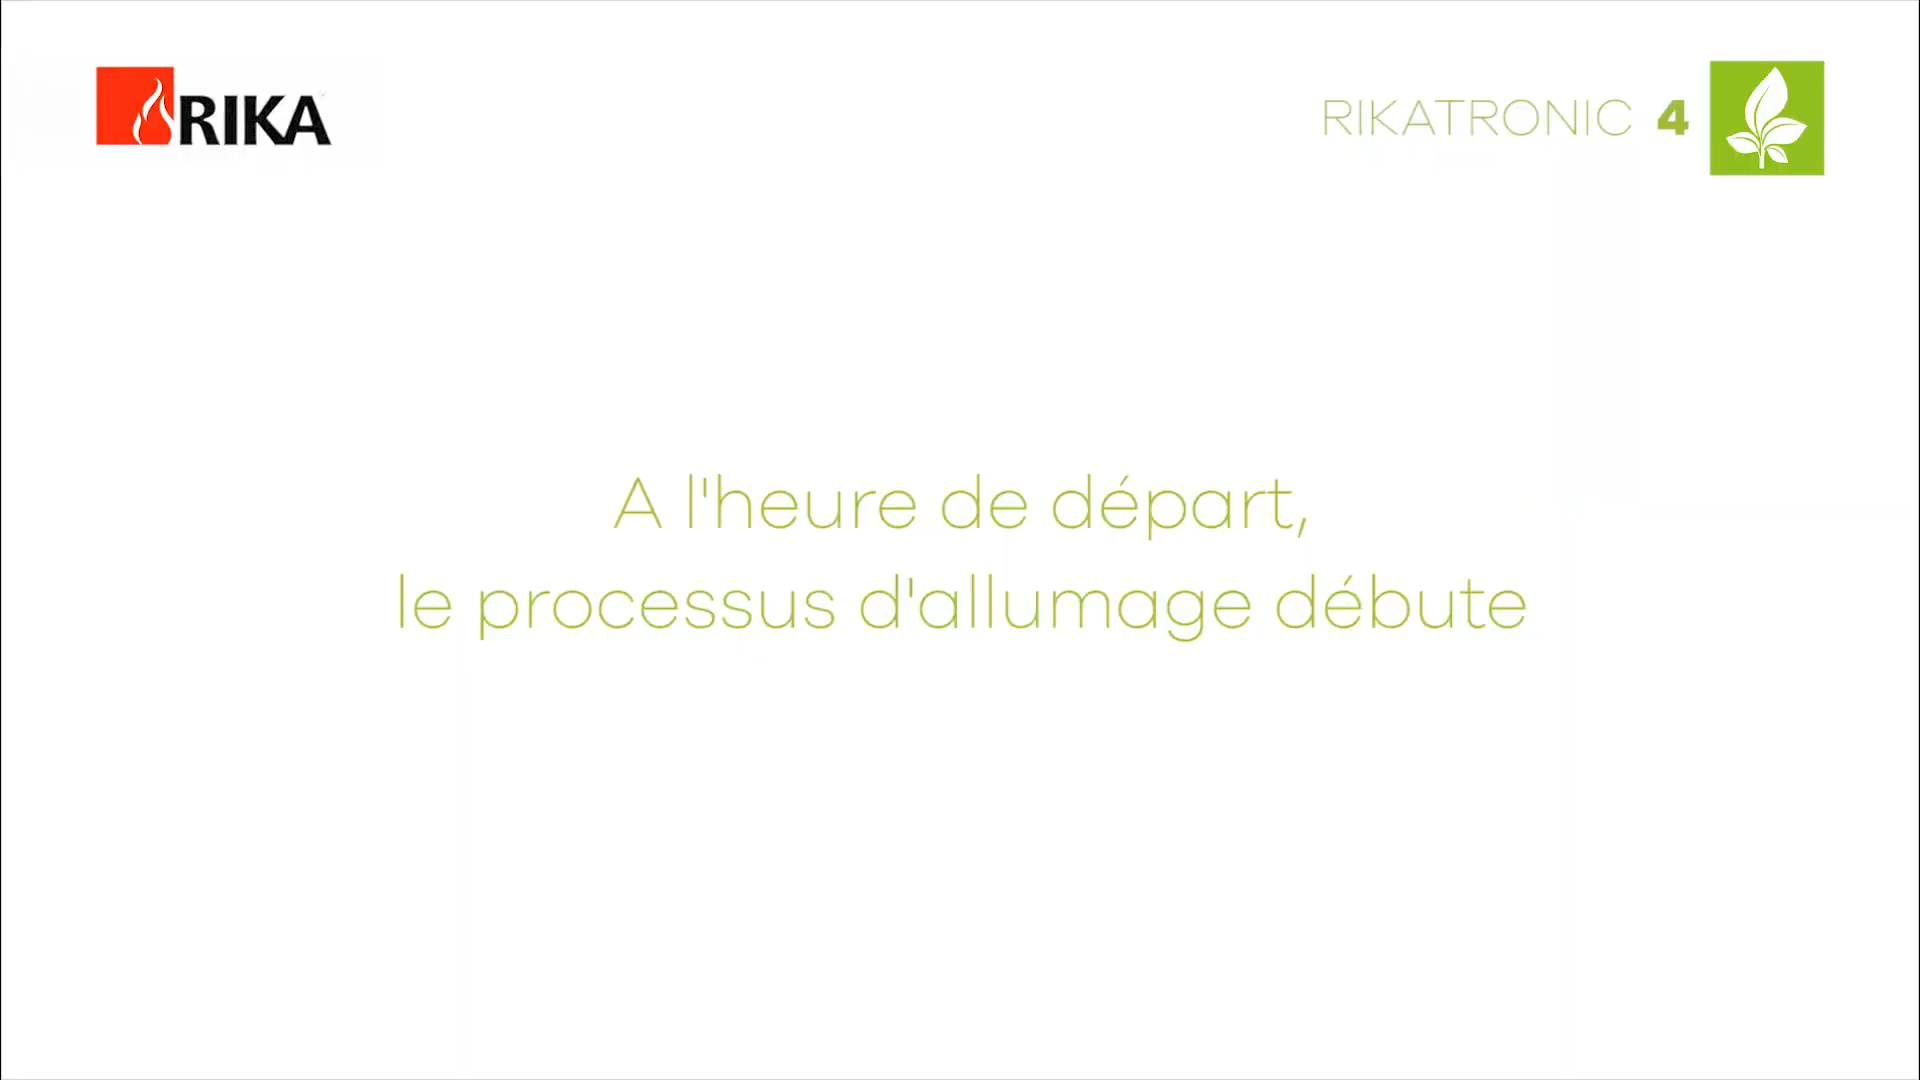 RIKA
RIKATRONIC 4
A l'heure de départ,
le processus d'allumage débute